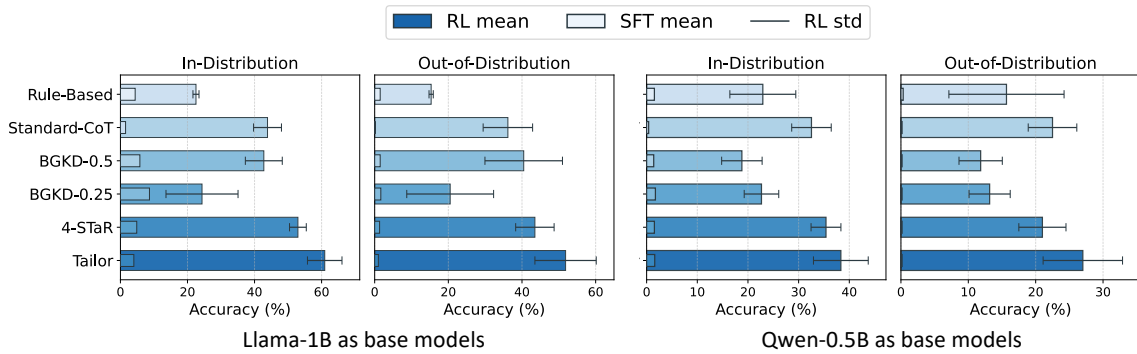 RL mean SFT mean RL std
In-Distribution Out-of-Distribution In-Distribution Out-of-Distribution
Rule-Based
Standard-CoT
BGKD-0.5
BGKD-0.25
4-STaR
Tailor
0 20 40 60 0 20 40 60 0 10 20 30 40 0 10 20 30
Accuracy (%) Accuracy (%) Accuracy (%) Accuracy (%)
Llama-1B as base models Qwen-0.5B as base models